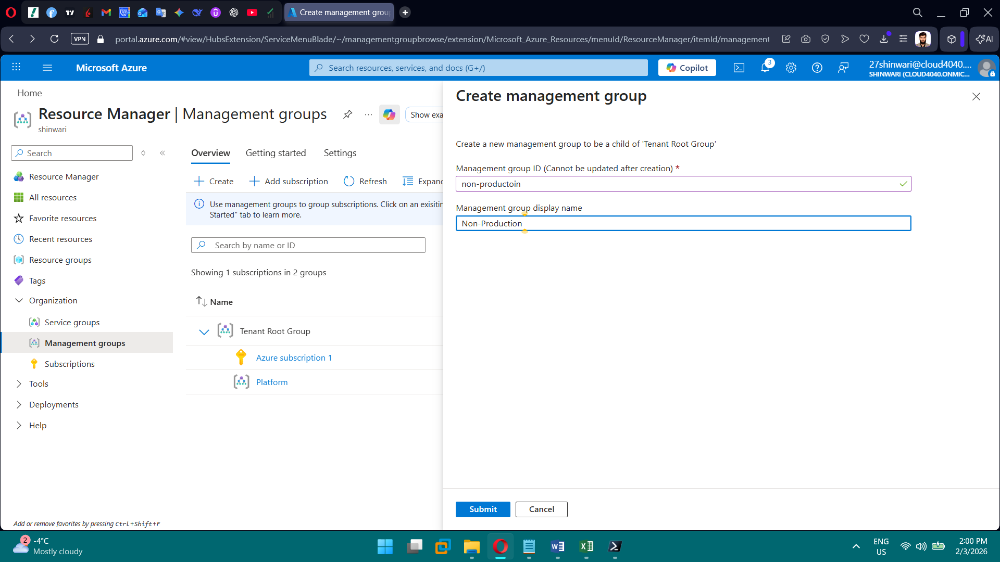 Create management grou
VPN
portal.azure.com/#view/HubsExtension/ServiceMenuBlade/~/managementgroupbrowse/extension/Microsoft_Azure_Resources/menuId/ResourceManager/itemId/management
AI
Microsoft Azure
Search resources, services, and docs (G+/)
Copilot
3
27shinwari@cloud4040....
SHINWARI (CLOUD4040.ONMIC...
Home
Resource Manager | Management groups
shinwari
Show exa
Search
Resource Manager
All resources
Favorite resources
Recent resources
Resource groups
Tags
Organization
Service groups
Management groups
Subscriptions
Tools
Deployments
Help
Add or remove favorites by pressing Ctrl+Shift+F
Overview
Getting started
Settings
Create
Add subscription
Refresh
Expand
Use management groups to group subscriptions. Click on an exisitin
Started" tab to learn more.
Search by name or ID
Showing 1 subscriptions in 2 groups
Name
Tenant Root Group
Azure subscription 1
Platform
Create management group
Create a new management group to be a child of 'Tenant Root Group'
Management group ID (Cannot be updated after creation) *
non-productoin
Management group display name
Non-Production
Submit
Cancel
2
-4°C
Mostly cloudy
ENG
US
2:00 PM
2/3/2026